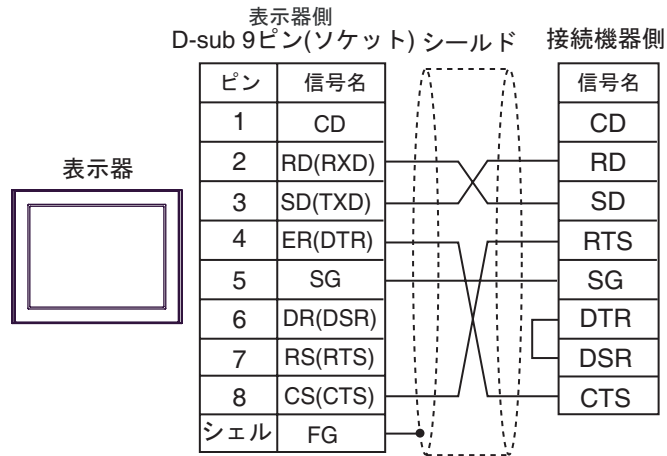 表示器側
D-sub 9ピン(ソケット) シールド 接続機器側
ピン 信号名 信号名
1 CD CD
2 RD(RXD) RD
表示器
3 SD(TXD) SD
4 ER(DTR) RTS
5 SG SG
6 DR(DSR) DTR
7 RS(RTS) DSR
8 CS(CTS) CTS
シェル FG